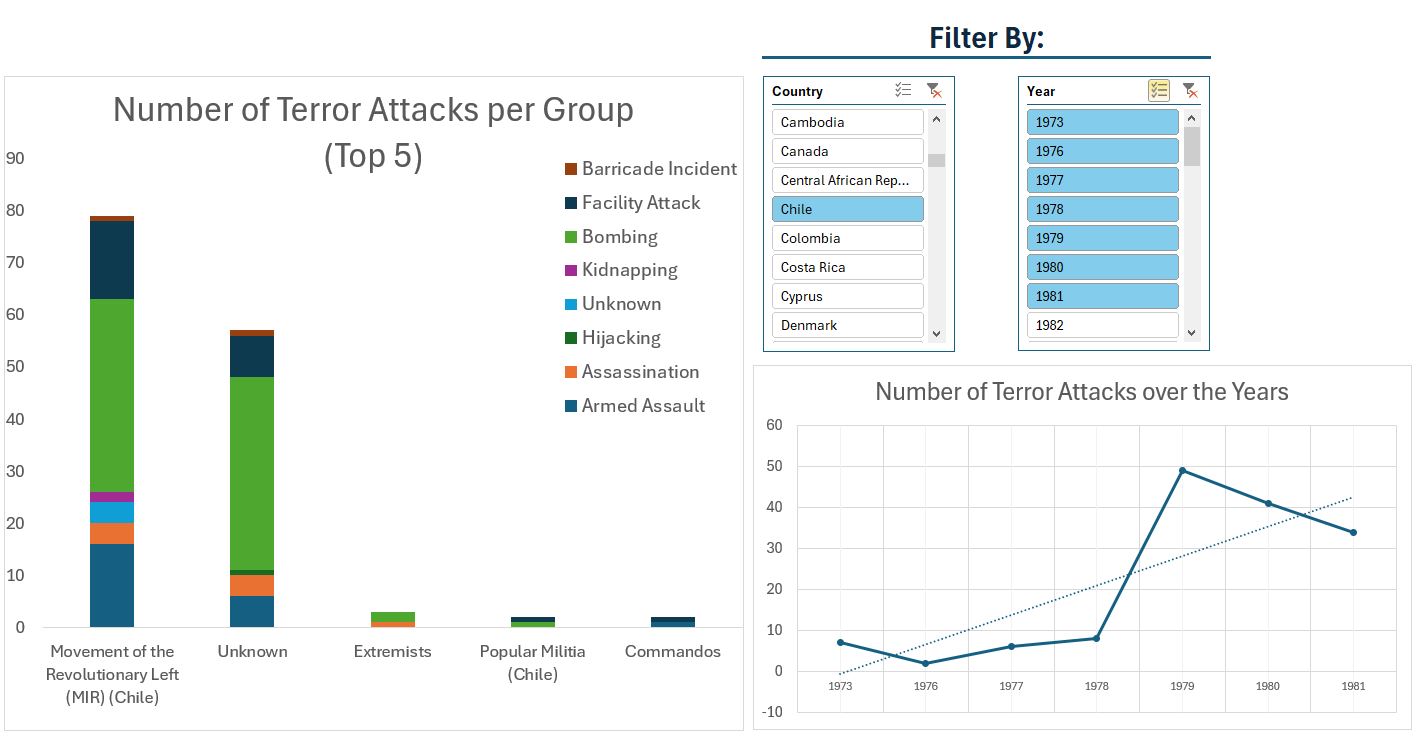 Filter By:
Number of Terror Attacks per Group
(Top 5)
90
80
70
60
50
40
30
20
10
0
Barricade Incident
Facility Attack
Bombing
Kidnapping
Unknown
Hijacking
Assassination
Armed Assault
Movement of the
Revolutionary Left
(MIR) (Chile)
Unknown
Extremists
Popular Militia
(Chile)
Commandos
Country
Cambodia
Canada
Central African Rep...
Chile
Colombia
Costa Rica
Cyprus
Denmark
Year
1973
1976
1977
1978
1979
1980
1981
1982
Number of Terror Attacks over the Years
60
50
40
30
20
10
0
-10
1973 1976 1977 1978 1979 1980 1981